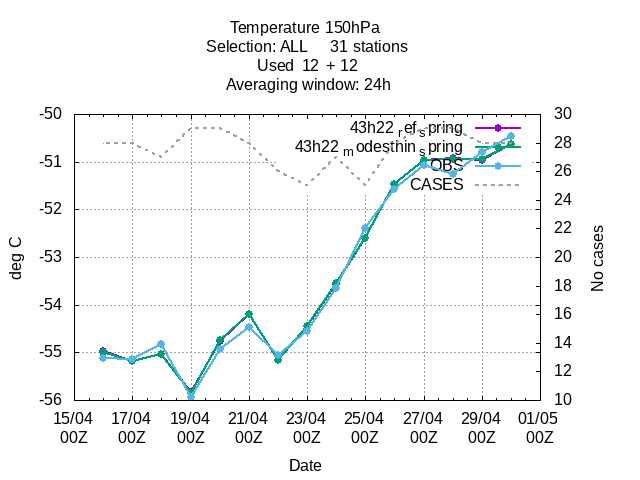 Temperature 150hPa
Selection: ALL     31 stations
Used  12  + 12
Averaging window: 24h
-50
-51
-52
-53
-54
-55
-56
deg C
30
28
26
24
22
20
18
16
14
12
10
No cases
43h22_ref_spring
43h22_modesthin_spring
OBS
CASES
15/04 17/04 19/04 21/04 23/04 25/04 27/04 29/04 01/05
00Z 00Z 00Z 00Z 00Z 00Z 00Z 00Z 00Z
Date